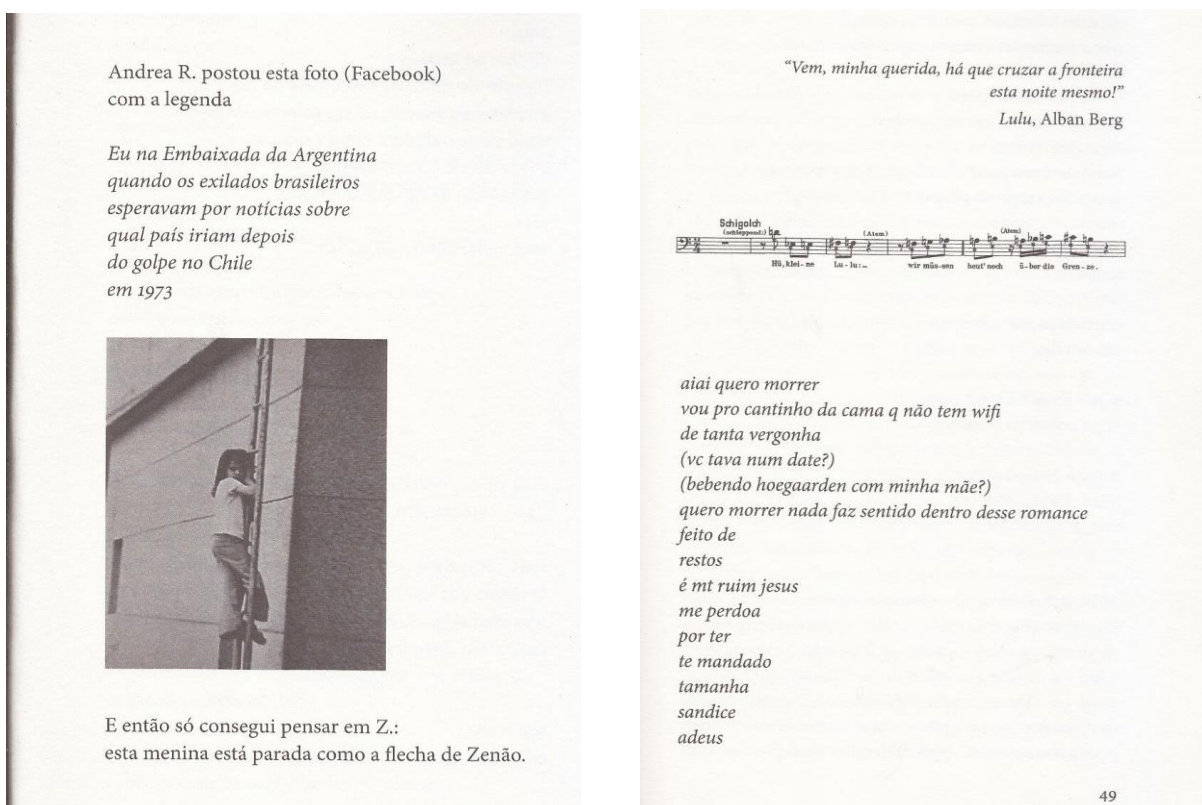 Andrea R. postou esta foto (Facebook)
com a legenda
Eu na Embaixada da Argentina
quando os exilados brasileiros
esperavam por notícias sobre
qual país iriam depois
do golpe no Chile
em 1973
E então só consegui pensar em Z.:
esta menina está parada como a flecha de Zenão.
“Vem, minha querida, há que cruzar a fronteira
esta noite mesmo!”
Lulu, Alban Berg
Schigolch
(schleppend:) (Atem) (Atem)
Hü, klei-ne Lu-lu:– wir müs-sen heut' noch ü-ber die Gren-ze.
aiai quero morrer
vou pro cantinho da cama q não tem wifi
de tanta vergonha
(vc tava num date?)
(bebendo hoegaarden com minha mãe?)
quero morrer nada faz sentido dentro desse romance
feito de
restos
é mt ruim jesus
me perdoa
por ter
te mandado
tamanha
sandice
adeus
49